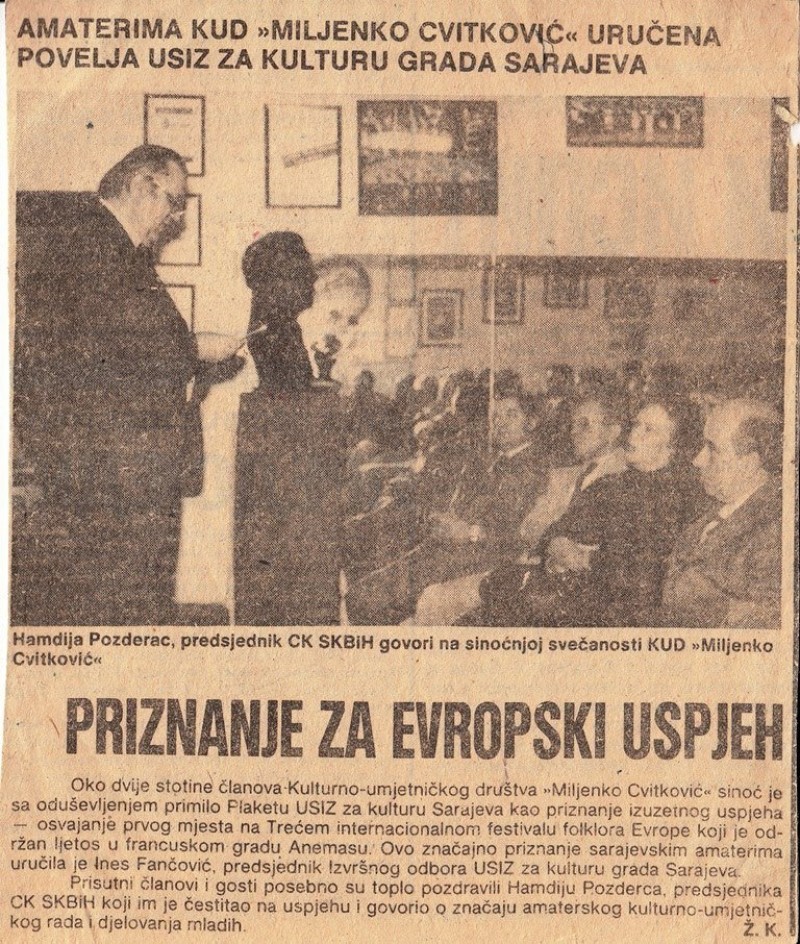 AMATERIMA KUD »MILJENKO CVITKOVIĆ« URUČENA
POVELJA USIZ ZA KULTURU GRADA SARAJEVA
Hamdija Pozderac, predsjednik CK SKBiH govori na sinoćnjoj svečanosti KUD »Miljenko
Cvitković«
PRIZNANJE ZA EVROPSKI USPJEH
Oko dvije stotine članova Kulturno-umjetničkog društva »Miljenko Cvitković« sinoć je
sa oduševljenjem primilo Plaketu USIZ za kulturu Sarajeva kao priznanje izuzetnog uspjeha
— osvajanje prvog mjesta na Trećem internacionalnom festivalu folklora Evrope koji je od-
ržan ljetos u francuskom gradu Anemasu. Ovo značajno priznanje sarajevskim amaterima
uručila je Ines Fančović, predsjednik Izvršnog odbora USIZ za kulturu grada Sarajeva.
Prisutni članovi i gosti posebno su toplo pozdravili Hamdiju Pozderca, predsjednika
CK SKBiH koji im je čestitao na uspjehu i govorio o značaju amaterskog kulturno-umjetnič-
kog rada i djelovanja mladih.
Ž. K.